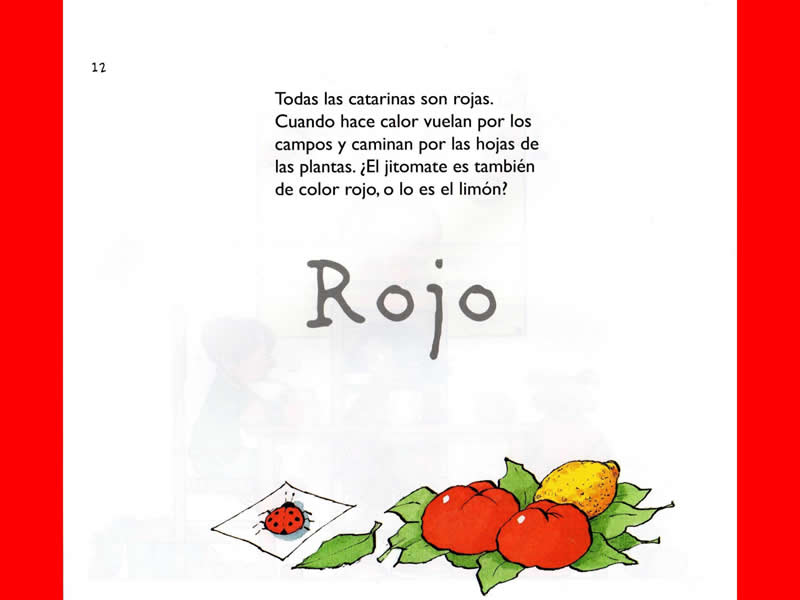 12
Todas las catarinas son rojas.
Cuando hace calor vuelan por los
campos y caminan por las hojas de
las plantas. ¿El jitomate es también
de color rojo, o lo es el limón?
Rojo